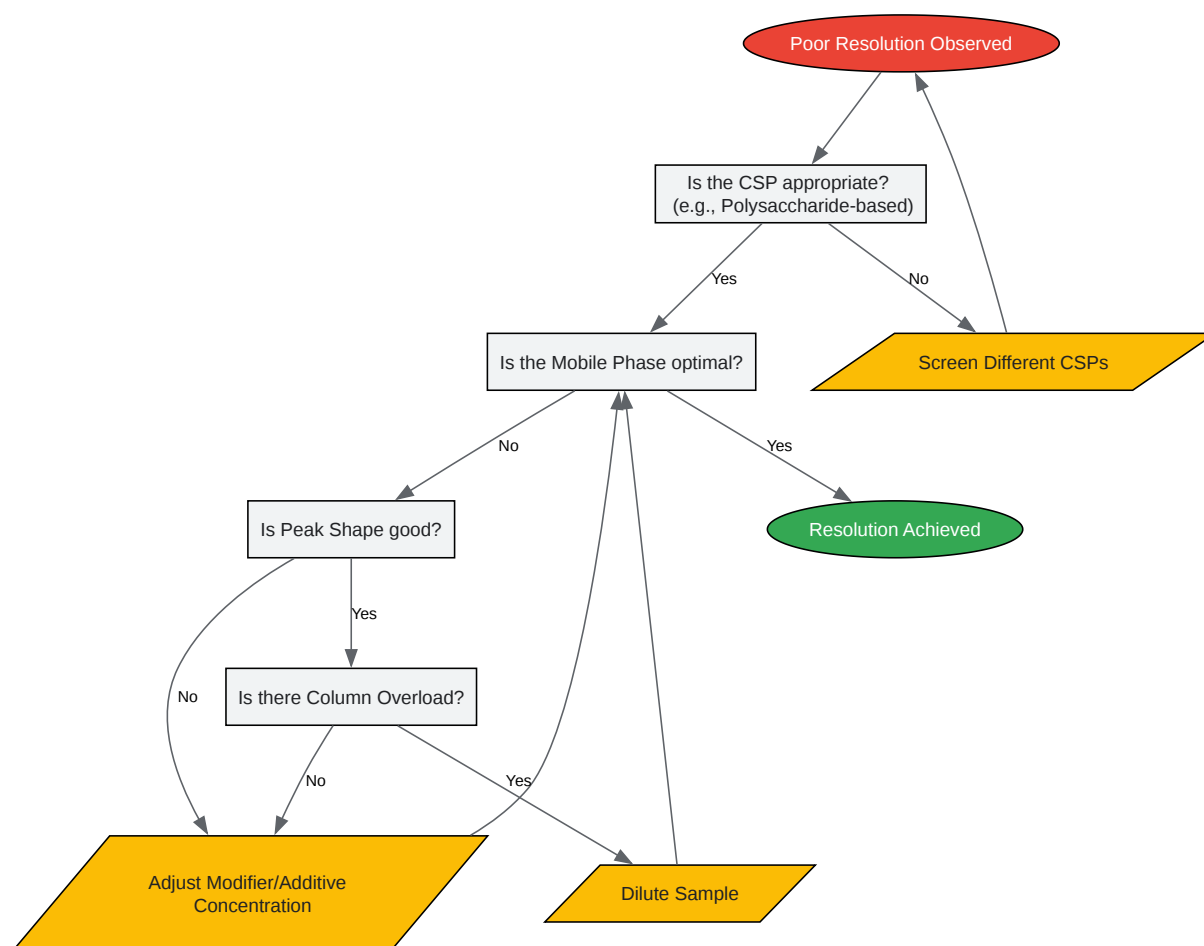 Poor Resolution Observed
Is the CSP appropriate?
(e.g., Polysaccharide-based)
Yes
No
Is the Mobile Phase optimal?
Screen Different CSPs
No
Yes
Is Peak Shape good?
Resolution Achieved
Yes
No
Is there Column Overload?
No
Yes
Adjust Modifier/Additive
Concentration
Dilute Sample